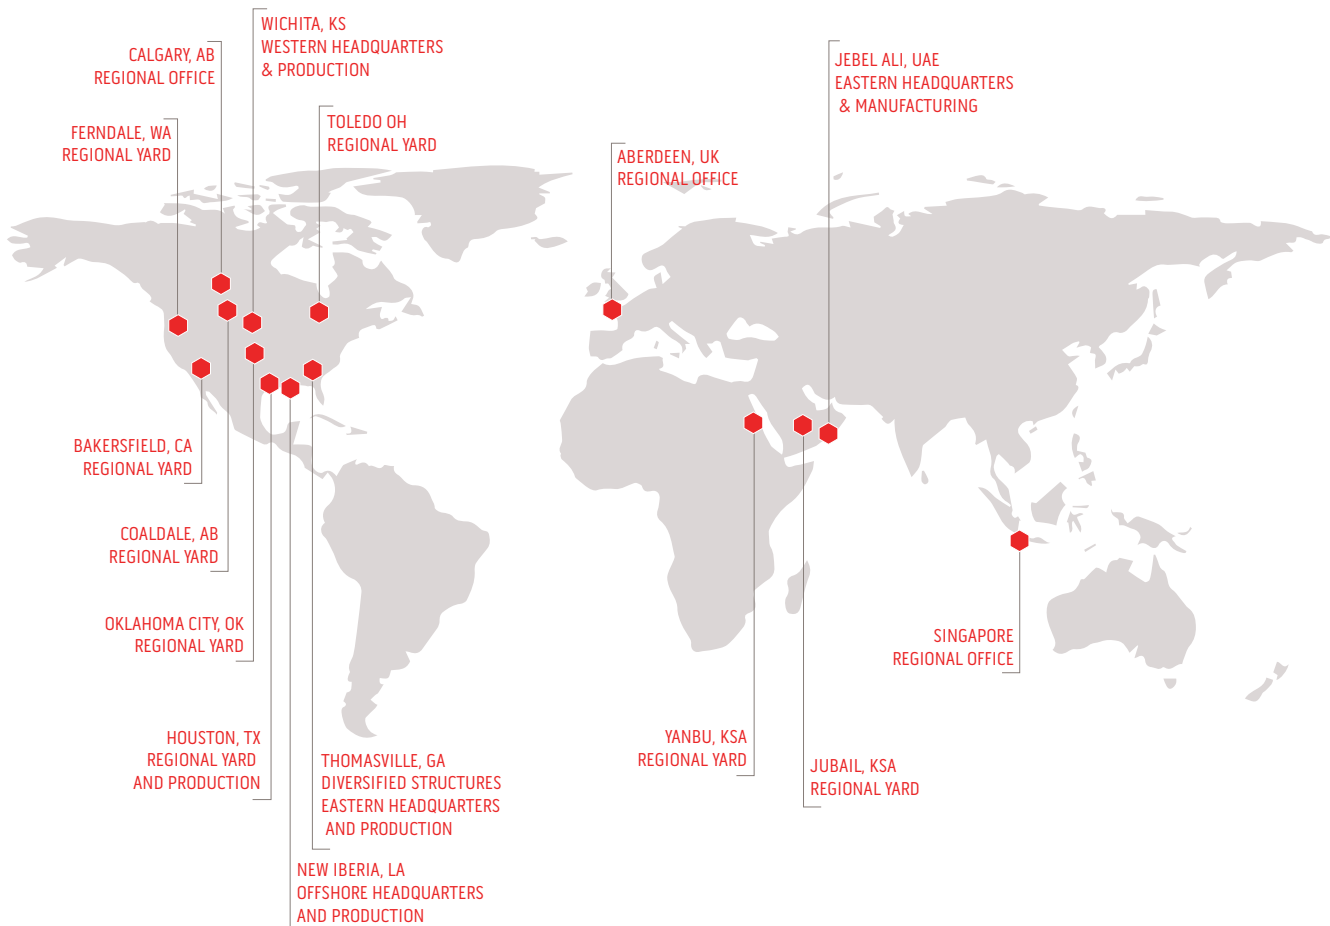 WICHITA, KS
WESTERN HEADQUARTERS
& PRODUCTION
CALGARY, AB
REGIONAL OFFICE
JEBEL ALI, UAE
EASTERN HEADQUARTERS
& MANUFACTURING
TOLEDO OH
REGIONAL YARD
FERNDALE, WA
REGIONAL YARD
ABERDEEN, UK
REGIONAL OFFICE
BAKERSFIELD, CA
REGIONAL YARD
COALDALE, AB
REGIONAL YARD
OKLAHOMA CITY, OK
REGIONAL YARD
SINGAPORE
REGIONAL OFFICE
HOUSTON, TX
REGIONAL YARD
AND PRODUCTION
THOMASVILLE, GA
DIVERSIFIED STRUCTURES
EASTERN HEADQUARTERS
AND PRODUCTION
YANBU, KSA
REGIONAL YARD
JUBAIL, KSA
REGIONAL YARD
NEW IBERIA, LA
OFFSHORE HEADQUARTERS
AND PRODUCTION